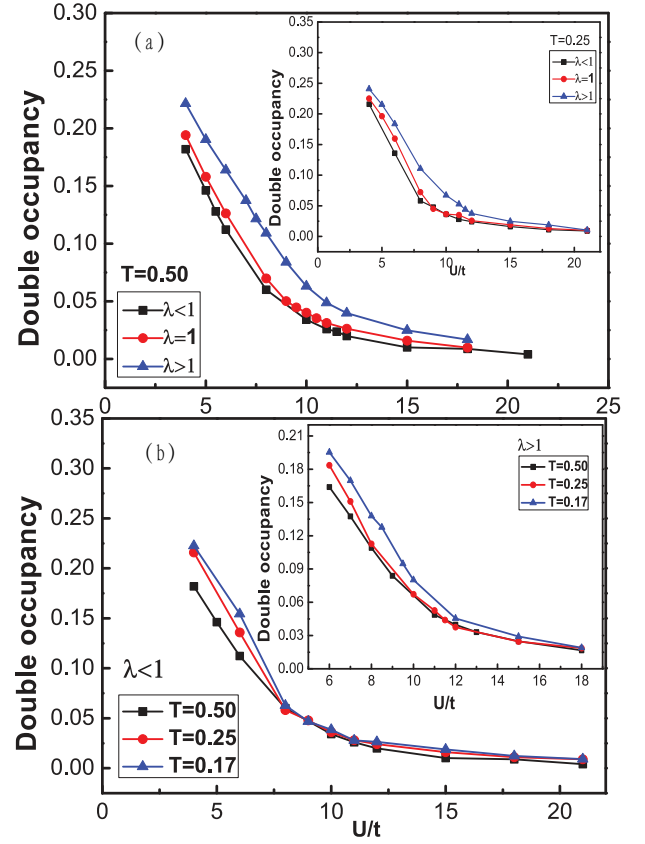 (a)
Double occupancy
0.30
0.25
0.20
0.15
0.10
0.05
0.00
T=0.50
λ<1
λ=1
λ>1
5
10
15
20
25
Double occupancy
0.35
0.30
0.25
0.20
0.15
0.10
0.05
0.00
T=0.25
λ<1
λ=1
λ>1
0
5
10
15
20
U/t
(b)
Double occupancy
0.35
0.30
0.25
0.20
0.15
0.10
0.05
0.00
λ<1
T=0.50
T=0.25
T=0.17
0
5
10
15
20
U/t
Double occupancy
0.21
0.18
0.15
0.12
0.09
0.06
0.03
0.00
λ>1
T=0.50
T=0.25
T=0.17
6
8
10
12
14
16
18
U/t